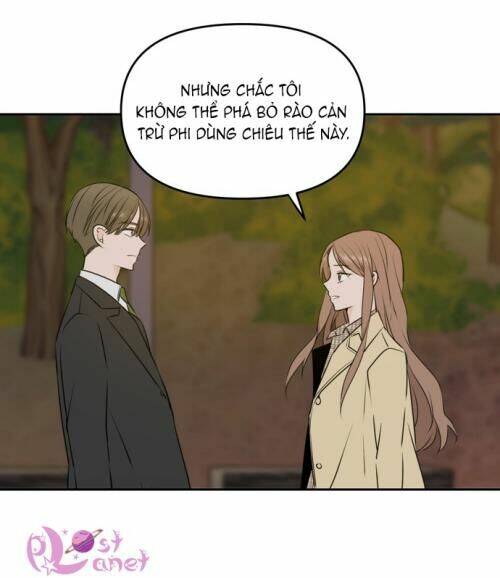 NHƯNG CHẮC TÔI
KHÔNG THỂ PHÁ BỎ RÀO CẢN
TRỪ PHI DÙNG CHIÊU THẾ NÀY.
Lost
Planet